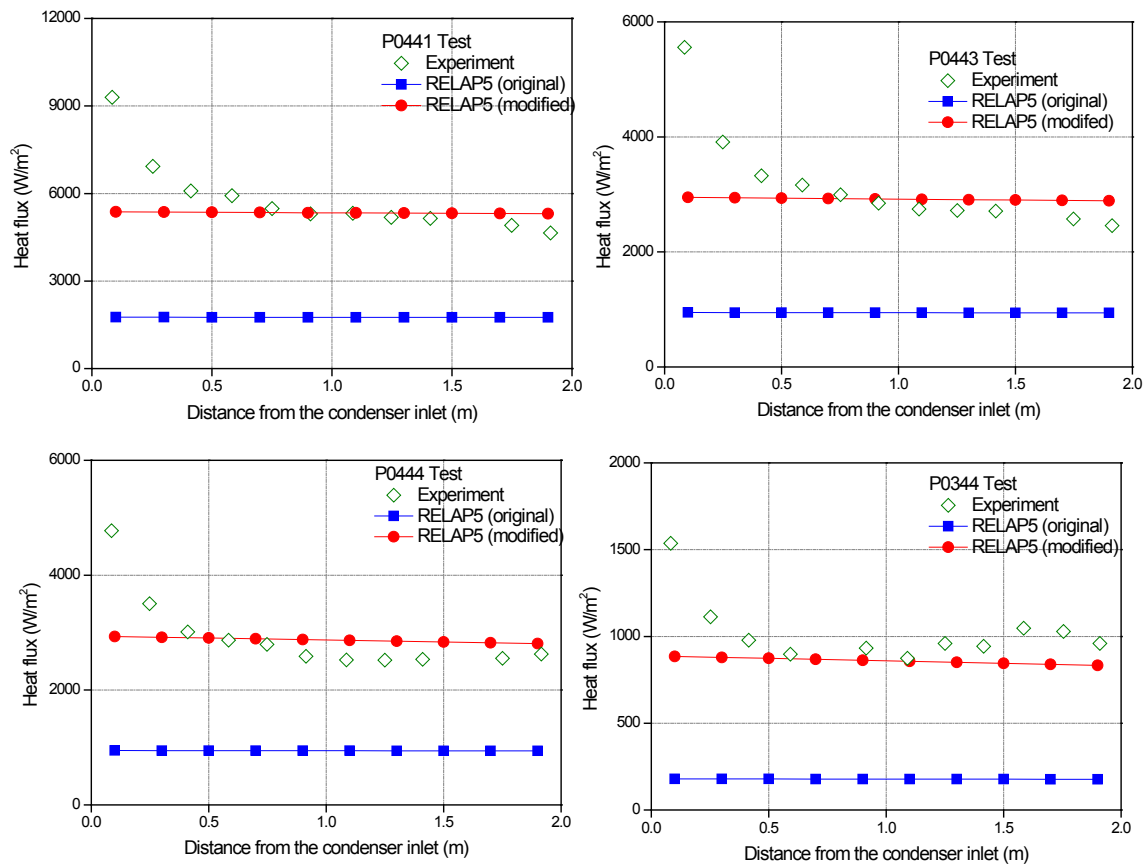 12000
9000
6000
3000
0
Heat flux (W/m²)
P0441 Test
Experiment
RELAP5 (original)
RELAP5 (modified)
0.0 0.5 1.0 1.5 2.0
Distance from the condenser inlet (m)
6000
4000
2000
0
Heat flux (W/m²)
P0443 Test
Experiment
RELAP5 (original)
RELAP5 (modifed)
0.0 0.5 1.0 1.5 2.0
Distance from the condenser inlet (m)
6000
4000
2000
0
Heat flux (W/m²)
P0444 Test
Experiment
RELAP5 (original)
RELAP5 (modified)
0.0 0.5 1.0 1.5 2.0
Distance from the condenser inlet (m)
2000
1500
1000
500
0
Heat flux (W/m²)
P0344 Test
Experiment
RELAP5 (original)
RELAP5 (modified)
0.0 0.5 1.0 1.5 2.0
Distance from the condenser inlet (m)